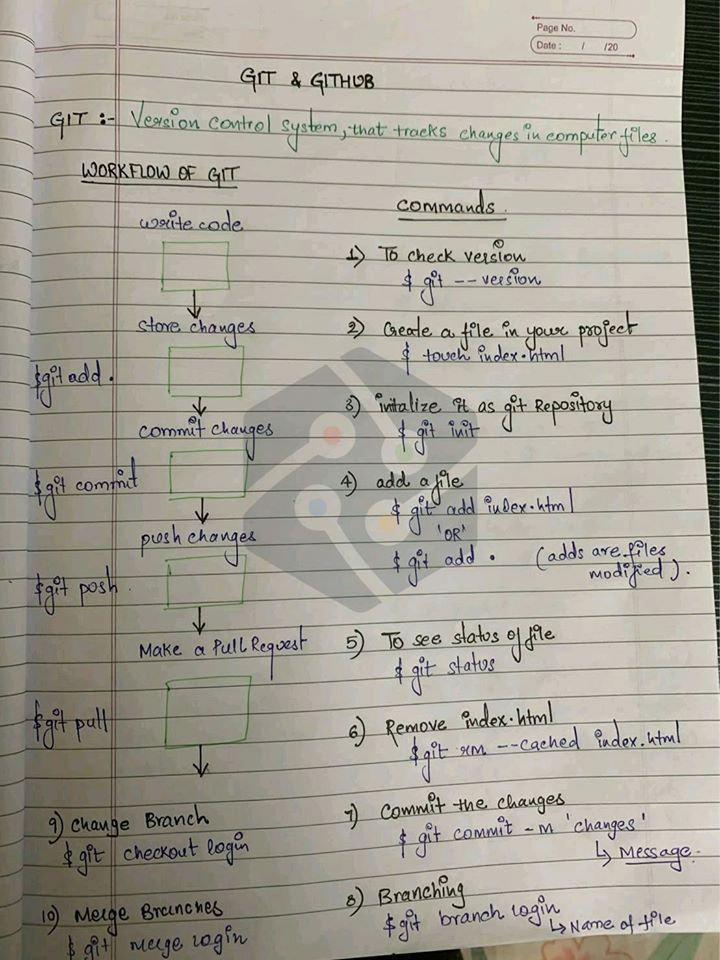 Page No.
Date : / /20
GIT & GITHUB
GIT :- Version control system, that tracks changes in computer files.
WORKFLOW OF GIT
write code
store changes
$git add .
commit changes
$git commit
push changes
$git posh.
Make a Pull Request
$git pull
Commands.
1) To check version
$ git --version
2) Create a file in your project
$ touch index.html
3) initalize it as git Repository
$ git init
4) add a file
$ git add index.html
'OR'
$ git add . (adds are files
modified).
5) To see status of file
$ git status
6) Remove index.html
$git rm --cached index.html
7) Commit the changes
$ git commit -m 'changes'
↳ Message.
8) Branching
$git branch login
↳ Name of file
9) Change Branch
$ git checkout login
10) Merge Branches
$ git merge login